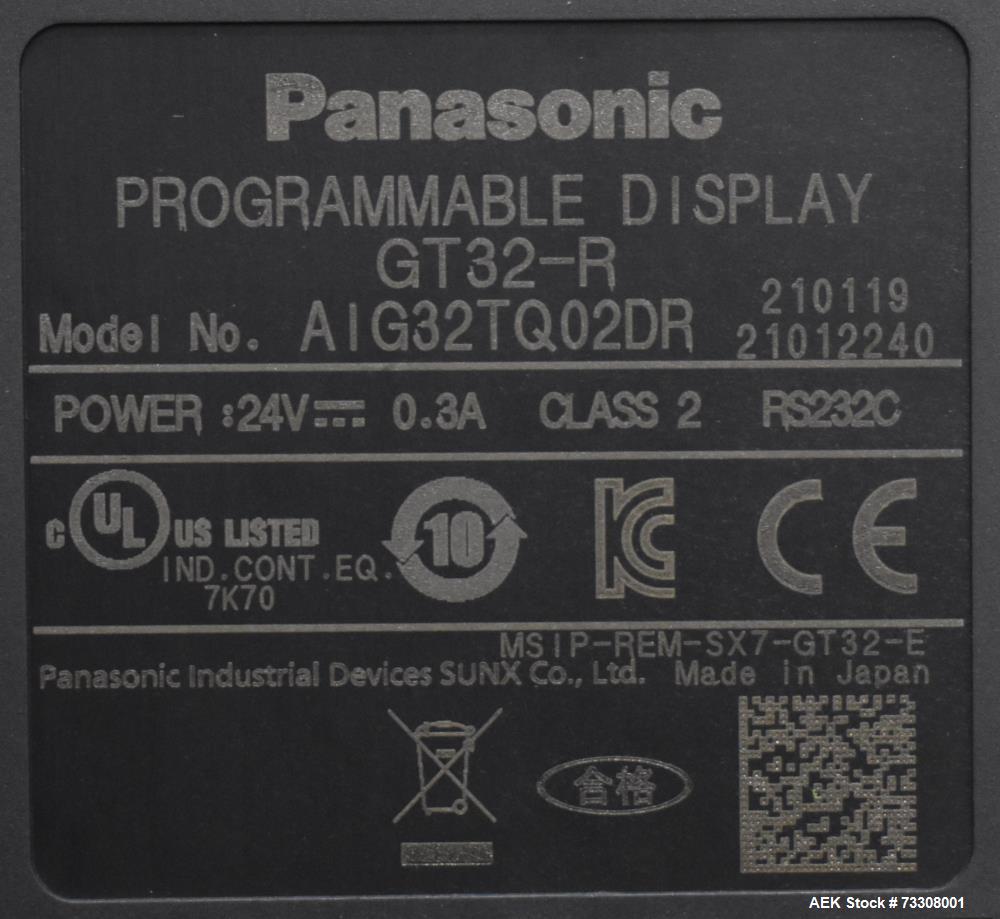 Panasonic
PROGRAMMABLE DISPLAY
GT32-R
210119
Model No. AIG32TQ02DR 21012240
POWER :24V⎓ 0.3A CLASS 2 RS232C
C UL US LISTED 10 KC CE
IND.CONT.EQ.
7K70
MSIP-REM-SX7-GT32-E
Panasonic Industrial Devices SUNX Co., Ltd. Made in Japan
合格
AEK Stock # 73308001